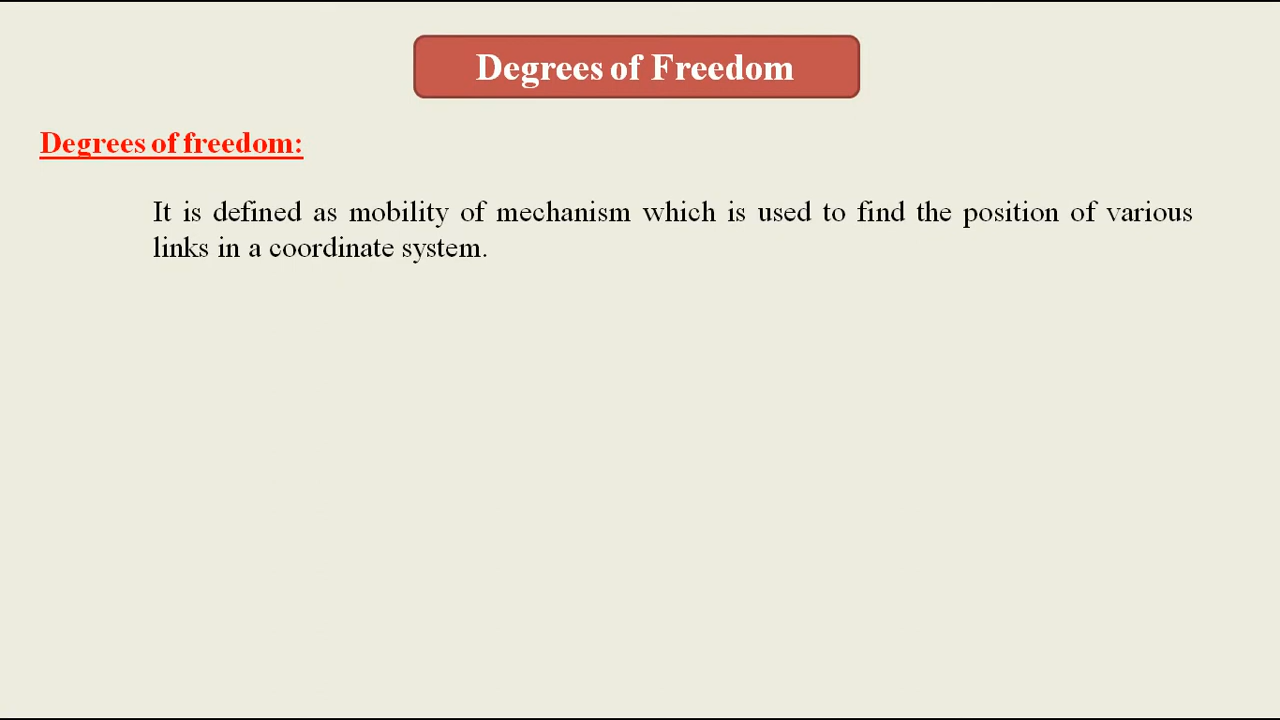 Degrees of Freedom
Degrees of freedom:
It is defined as mobility of mechanism which is used to find the position of various
links in a coordinate system.